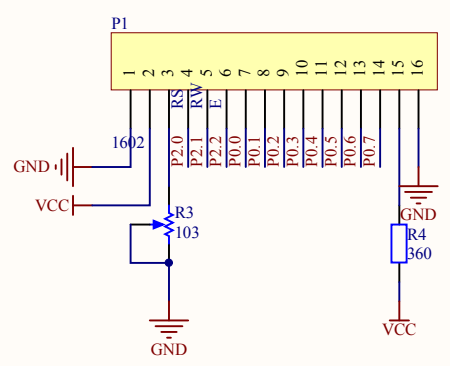 P1
1 2 3 4 5 6 7 8 9 10 11 12 13 14 15 16
RS RW E
1602
P2.0 P2.1 P2.2 P0.0 P0.1 P0.2 P0.3 P0.4 P0.5 P0.6 P0.7
GND
VCC
GND
R3
103
R4
360
GND
VCC